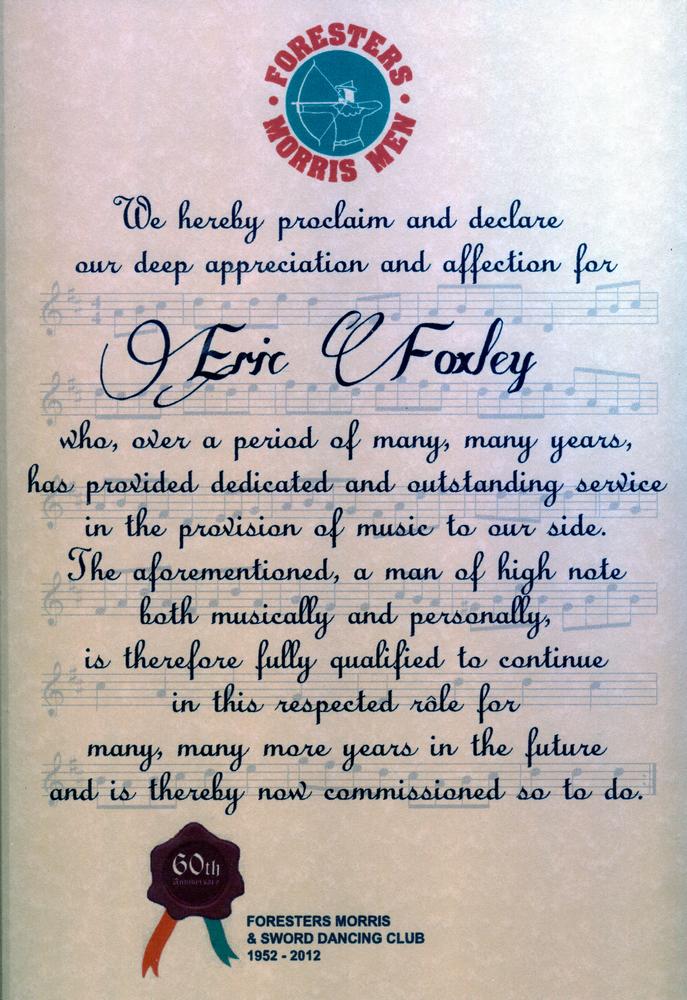 FORESTERS
MORRIS MEN
We hereby proclaim and declare
our deep appreciation and affection for
Eric Foxley
who, over a period of many, many years,
has provided dedicated and outstanding service
in the provision of music to our side.
The aforementioned, a man of high note
both musically and personally,
is therefore fully qualified to continue
in this respected rôle for
many, many more years in the future
and is thereby now commissioned so to do.
60th
Anniversary
FORESTERS MORRIS
& SWORD DANCING CLUB
1952 - 2012